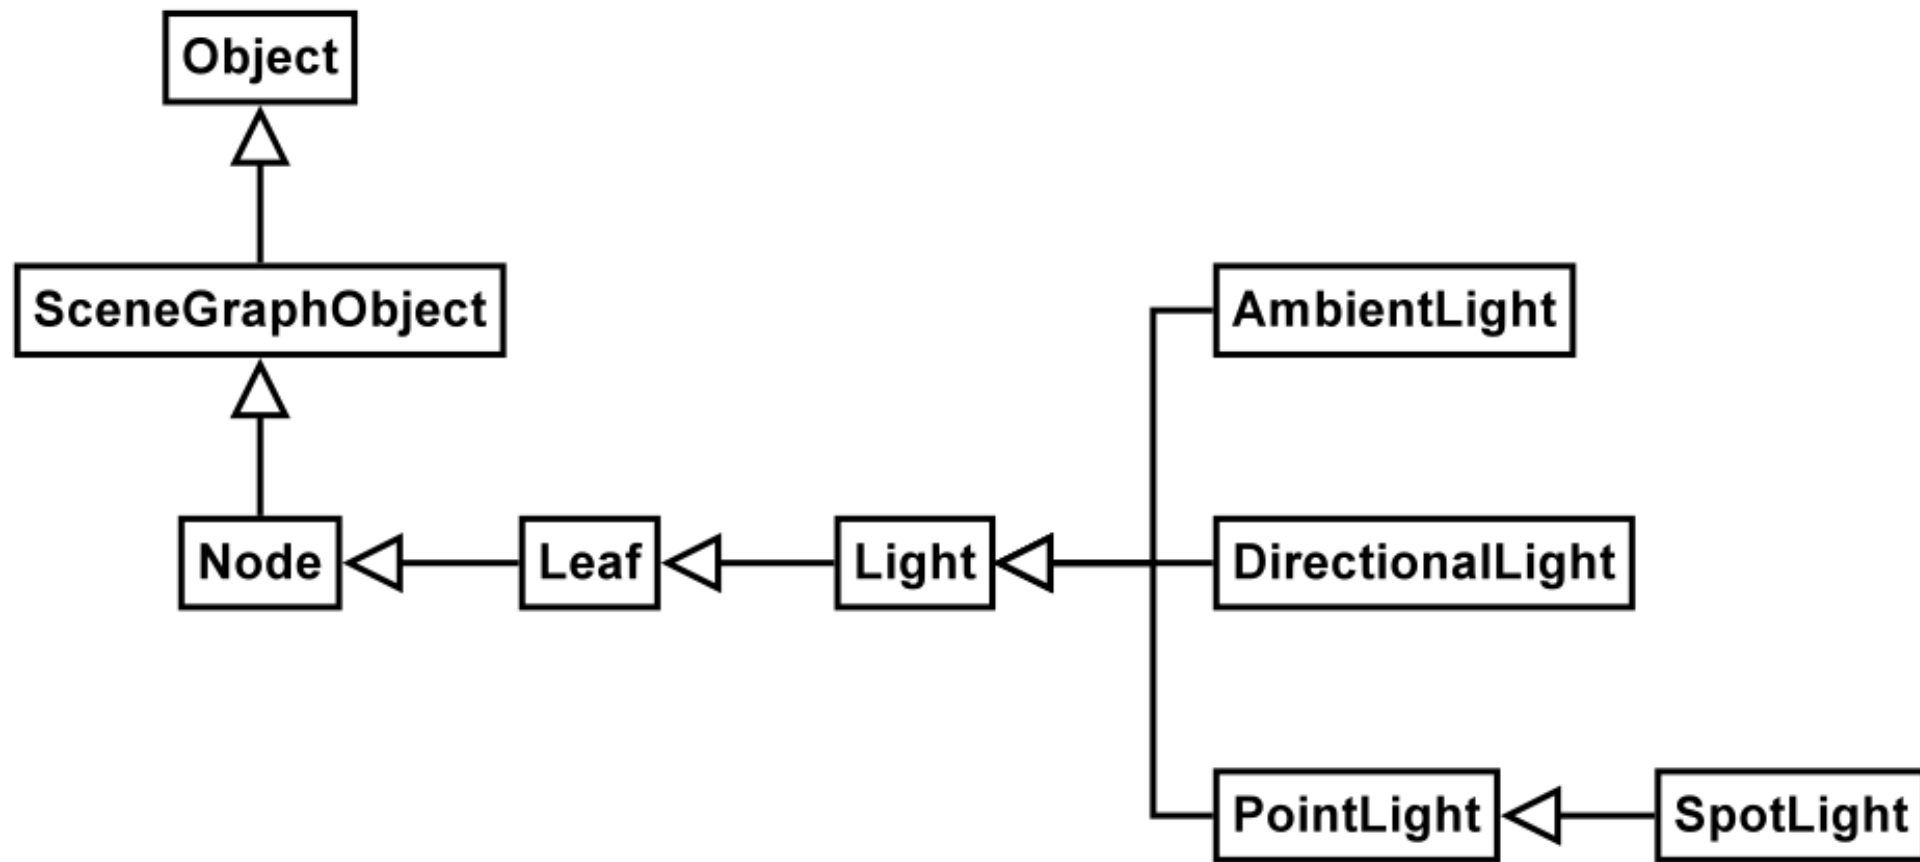 Object
SceneGraphObject
AmbientLight
Node
Leaf
Light
DirectionalLight
PointLight
SpotLight